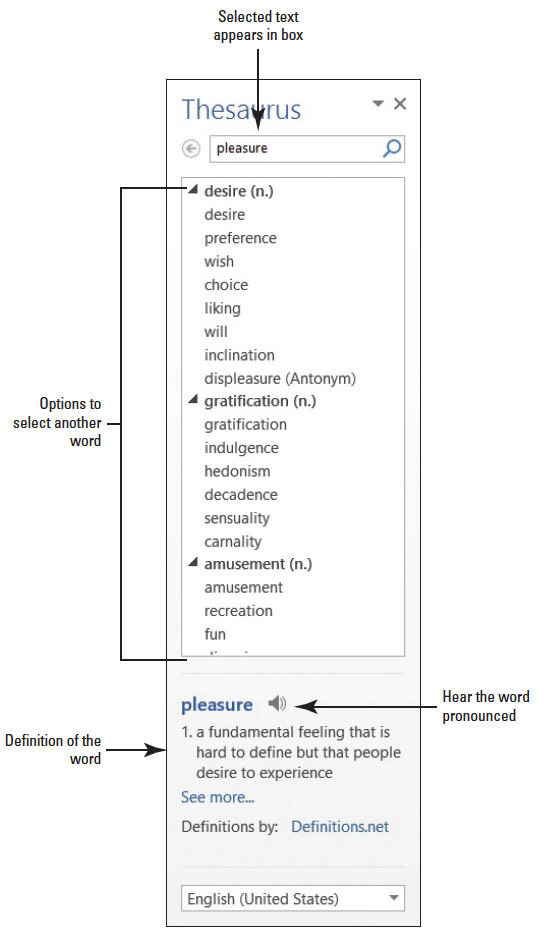 Selected text
appears in box
Thesaurus
pleasure
desire (n.)
desire
preference
wish
choice
liking
will
inclination
displeasure (Antonym)
gratification (n.)
gratification
indulgence
hedonism
decadence
sensuality
carnality
amusement (n.)
amusement
recreation
fun
Options to
select another
word
pleasure
Hear the word
pronounced
Definition of the
word
1. a fundamental feeling that is
hard to define but that people
desire to experience
See more...
Definitions by: Definitions.net
English (United States)